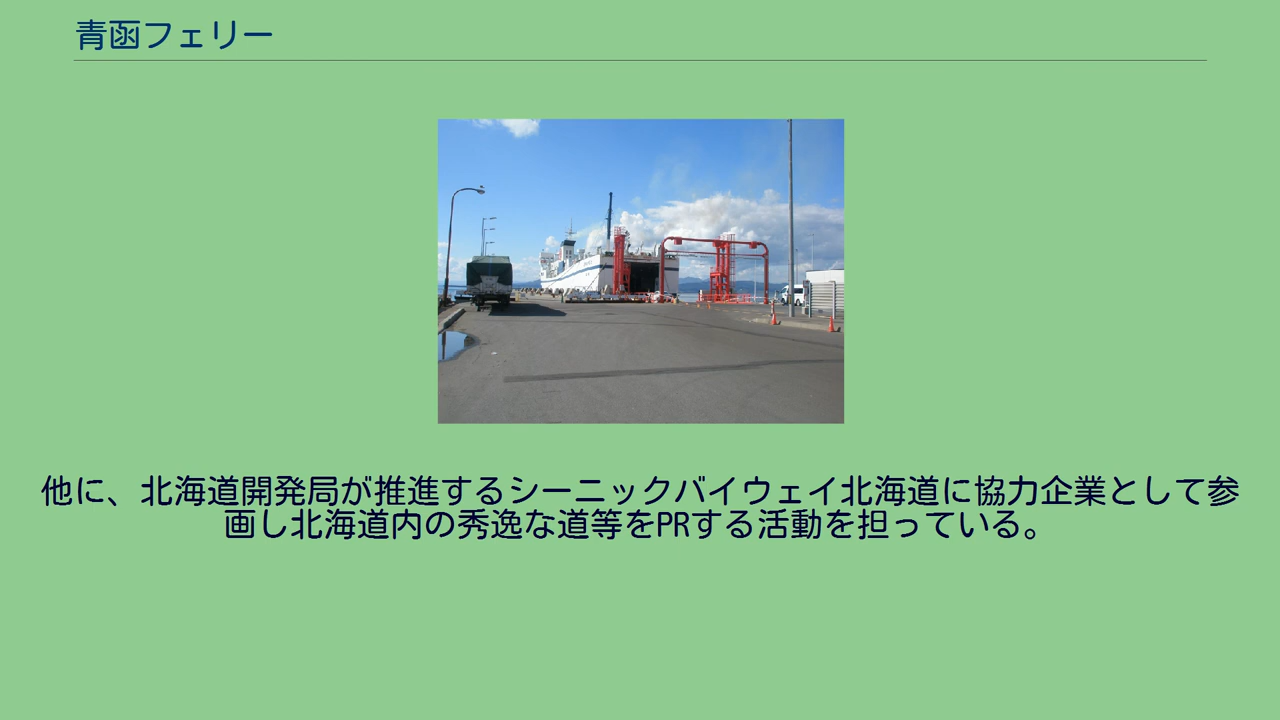 青函フェリー
他に、北海道開発局が推進するシーニックバイウェイ北海道に協力企業として参
画し北海道内の秀逸な道等をPRする活動を担っている。